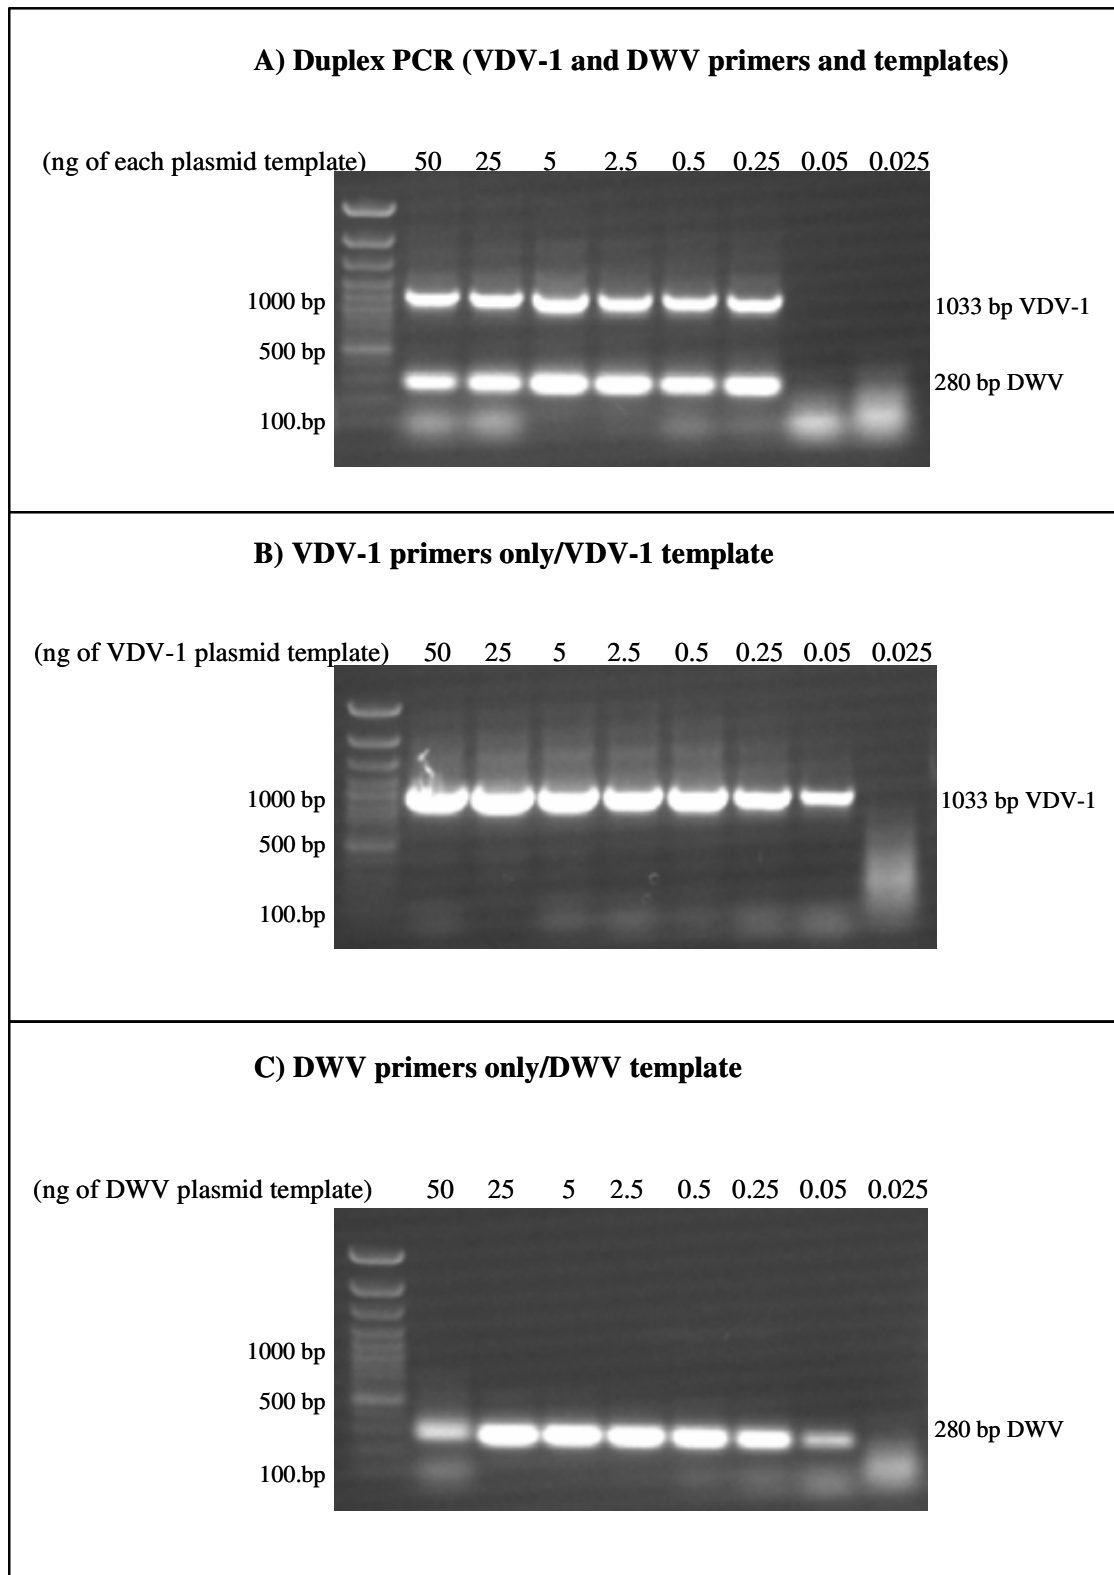 A) Duplex PCR (VDV-1 and DWV primers and templates)
(ng of each plasmid template) 50 25 5 2.5 0.5 0.25 0.05 0.025
1000 bp 1033 bp VDV-1
500 bp
280 bp DWV
100.bp
B) VDV-1 primers only/VDV-1 template
(ng of VDV-1 plasmid template) 50 25 5 2.5 0.5 0.25 0.05 0.025
1000 bp 1033 bp VDV-1
500 bp
100.bp
C) DWV primers only/DWV template
(ng of DWV plasmid template) 50 25 5 2.5 0.5 0.25 0.05 0.025
1000 bp
500 bp
280 bp DWV
100.bp